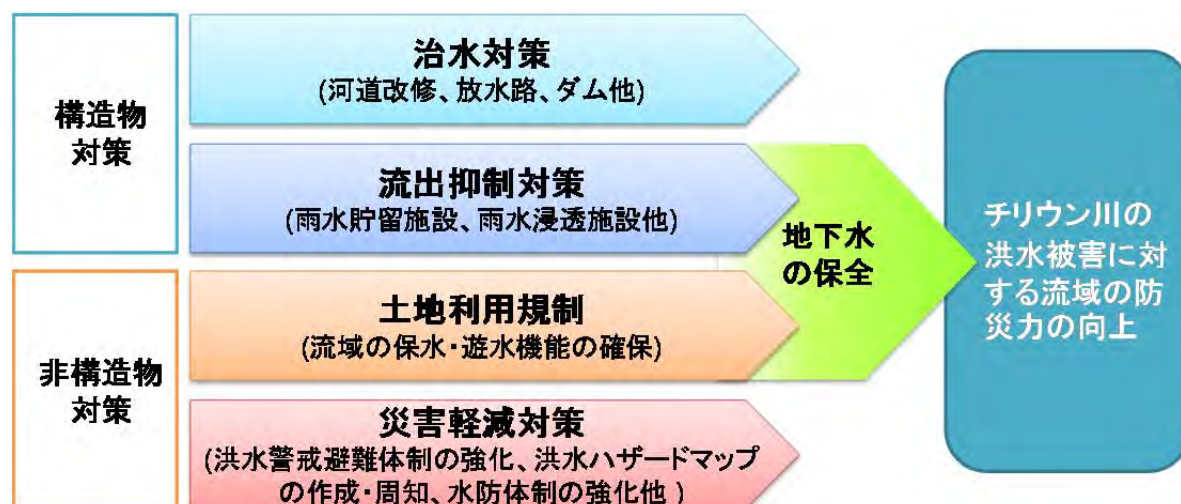 構造物
対策
治水対策
(河道改修、放水路、ダム他)
流出抑制対策
(雨水貯留施設、雨水浸透施設他)
非構造物
対策
土地利用規制
(流域の保水・遊水機能の確保)
災害軽減対策
(洪水警戒避難体制の強化、洪水ハザードマップ
の作成・周知、水防体制の強化他 )
地下水
の保全
チリウン川の
洪水被害に対
する流域の防
災力の向上